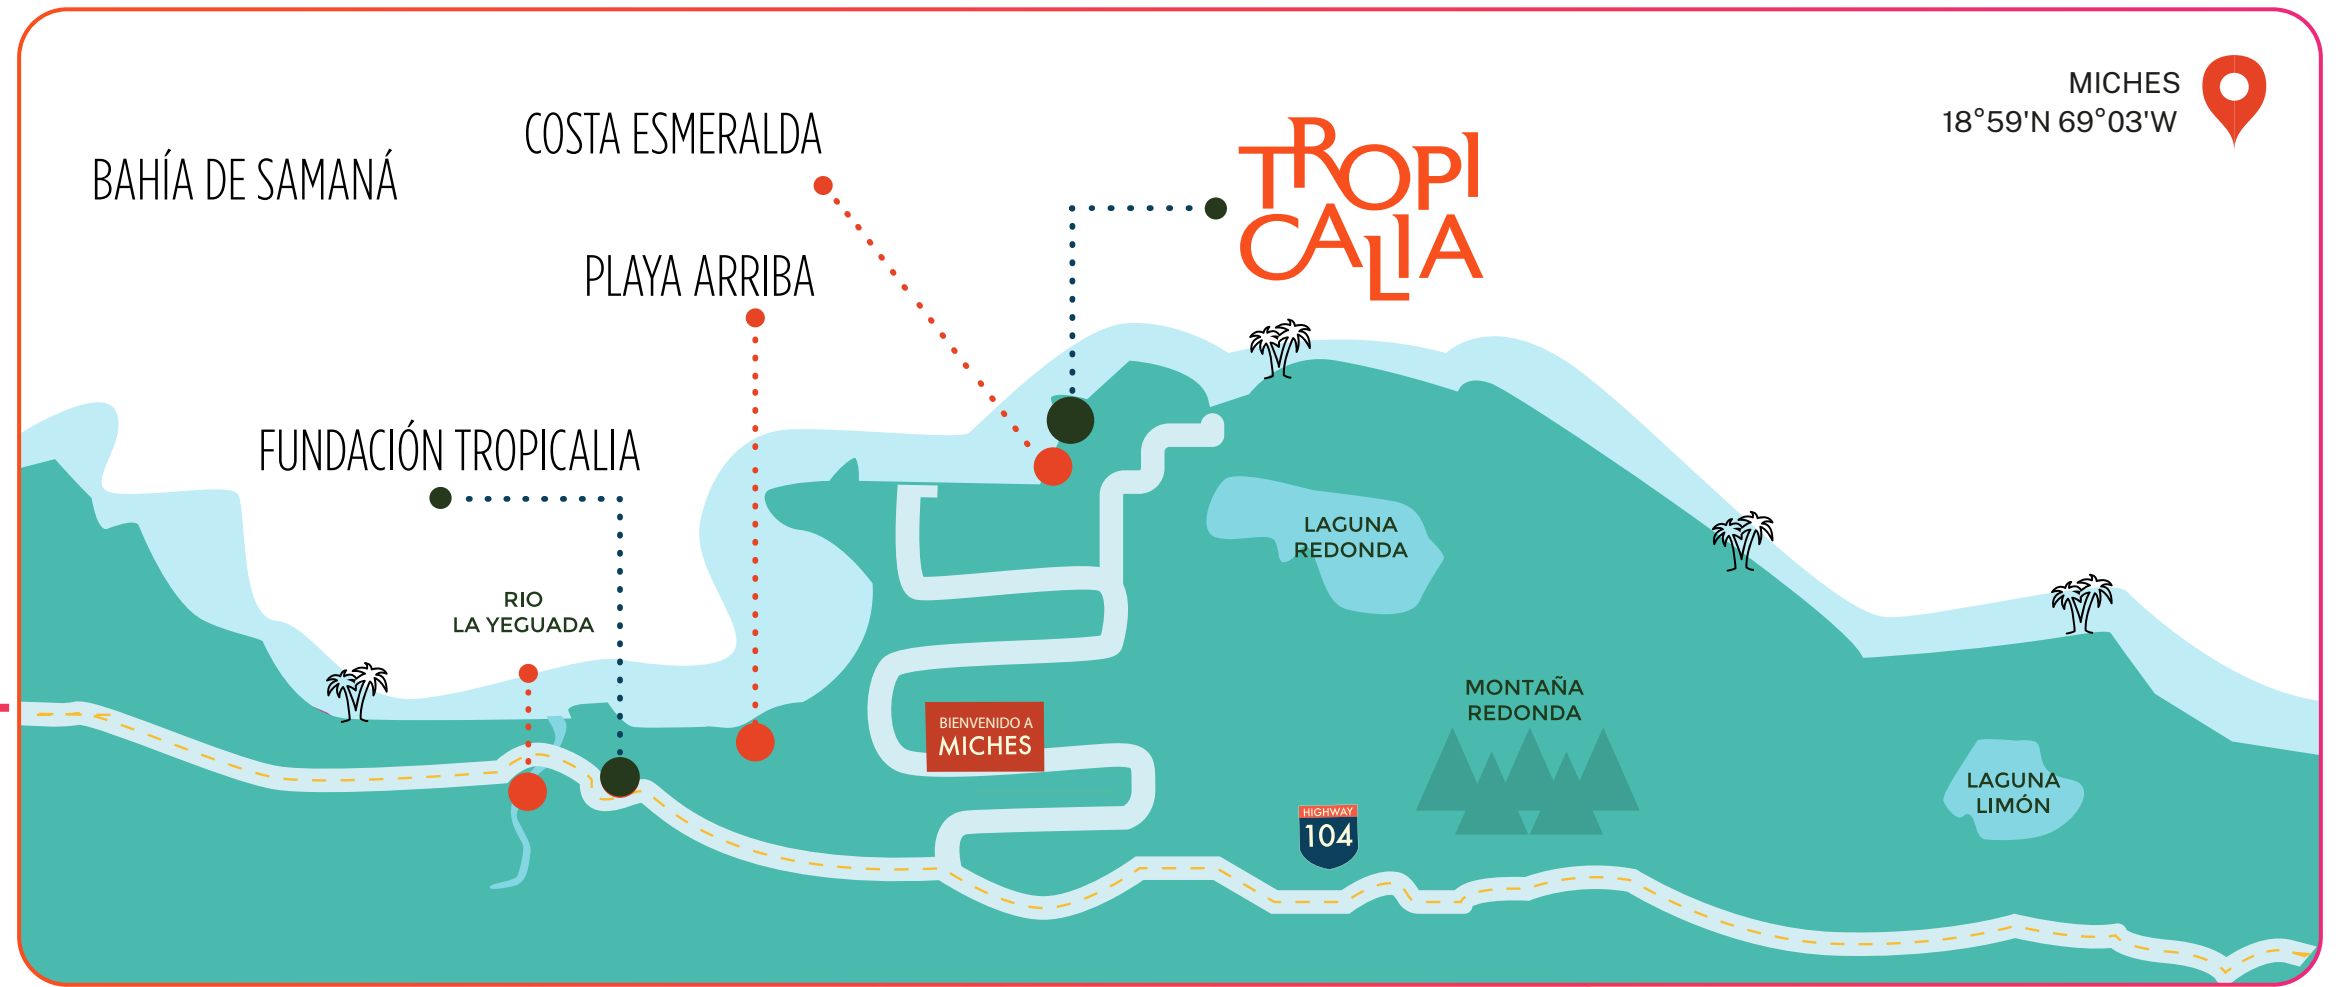 MICHES
18°59'N 69°03'W
COSTA ESMERALDA
BAHÍA DE SAMANÁ
TROPI
CALIA
PLAYA ARRIBA
FUNDACIÓN TROPICALIA
LAGUNA
REDONDA
RIO
LA YEGUADA
MONTAÑA
REDONDA
BIENVENIDO A
MICHES
LAGUNA
LIMÓN
HIGHWAY
104